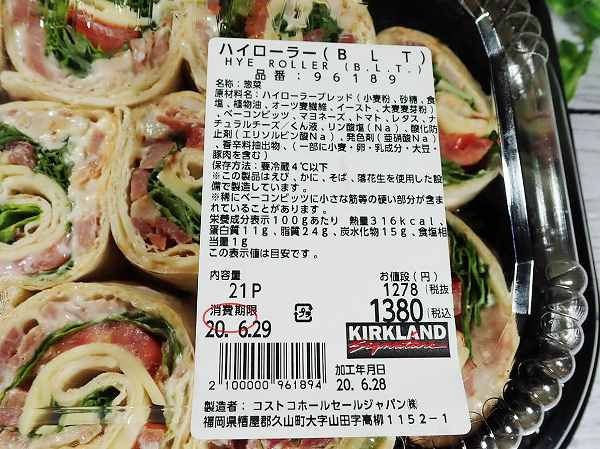 ハイローラー(BLT)
HYE ROLLER (B.L.T.)
品番:96189
名称:惣菜
原材料名:ハイローラーブレッド(小麦粉、砂糖、食
塩、植物油、オーツ麦繊維、イースト、大麦麦芽粉)
、ベーコンビッツ、マヨネーズ、トマト、レタス、ナ
チュラルチーズ/くん液、リン酸塩(Na)、酸化防
止剤(エリソルビン酸Na)、発色剤(亜硝酸Na)
、香辛料抽出物、(一部に小麦・卵・乳成分・大豆・
豚肉を含む)
保存方法:要冷蔵4℃以下
※この製品はえび、かに、そば、落花生を使用した設
備で製造しています。
※稀にベーコンビッツに小さな筋等の硬い部分が含ま
れていることがあります。
栄養成分表示100gあたり 熱量316kcal、
蛋白質11g、脂質24g、炭水化物15g、食塩相
当量1g
この表示値は目安です。
内容量 お値段(円)
21P 1278(税抜
消費期限 1380(税込
20. 6.29
KIRKLAND
Signature
2 100000 961894
加工年月日
20. 6.28
製造者:コストコホールセールジャパン㈱
福岡県糟屋郡久山町大字山田字高柳1152-1